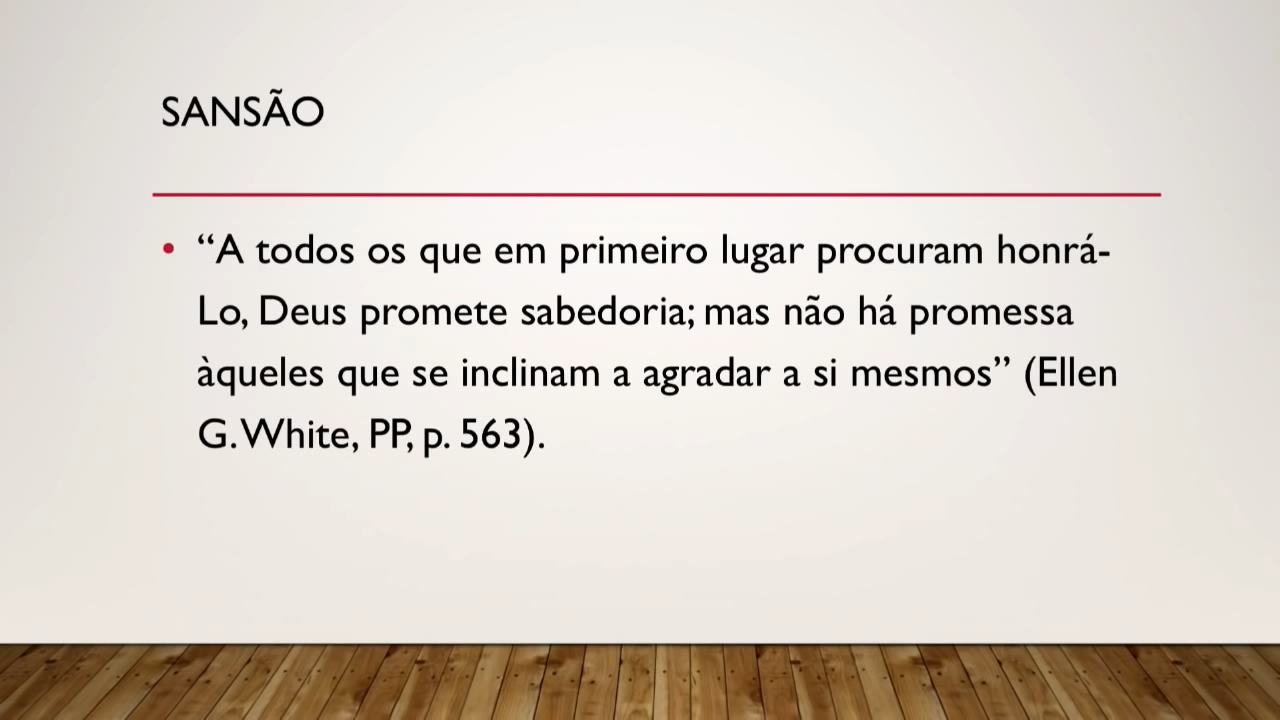 SANSÃO
• “A todos os que em primeiro lugar procuram honrá-
Lo, Deus promete sabedoria; mas não há promessa
àqueles que se inclinam a agradar a si mesmos” (Ellen
G. White, PP, p. 563).